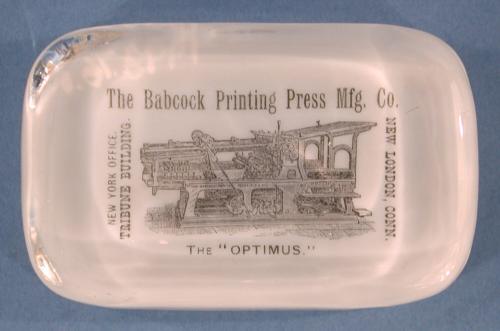 The Babcock Printing Press Mfg. Co.
NEW YORK OFFICE,
TRIBUNE BUILDING.
NEW LONDON, CONN.
THE "OPTIMUS."